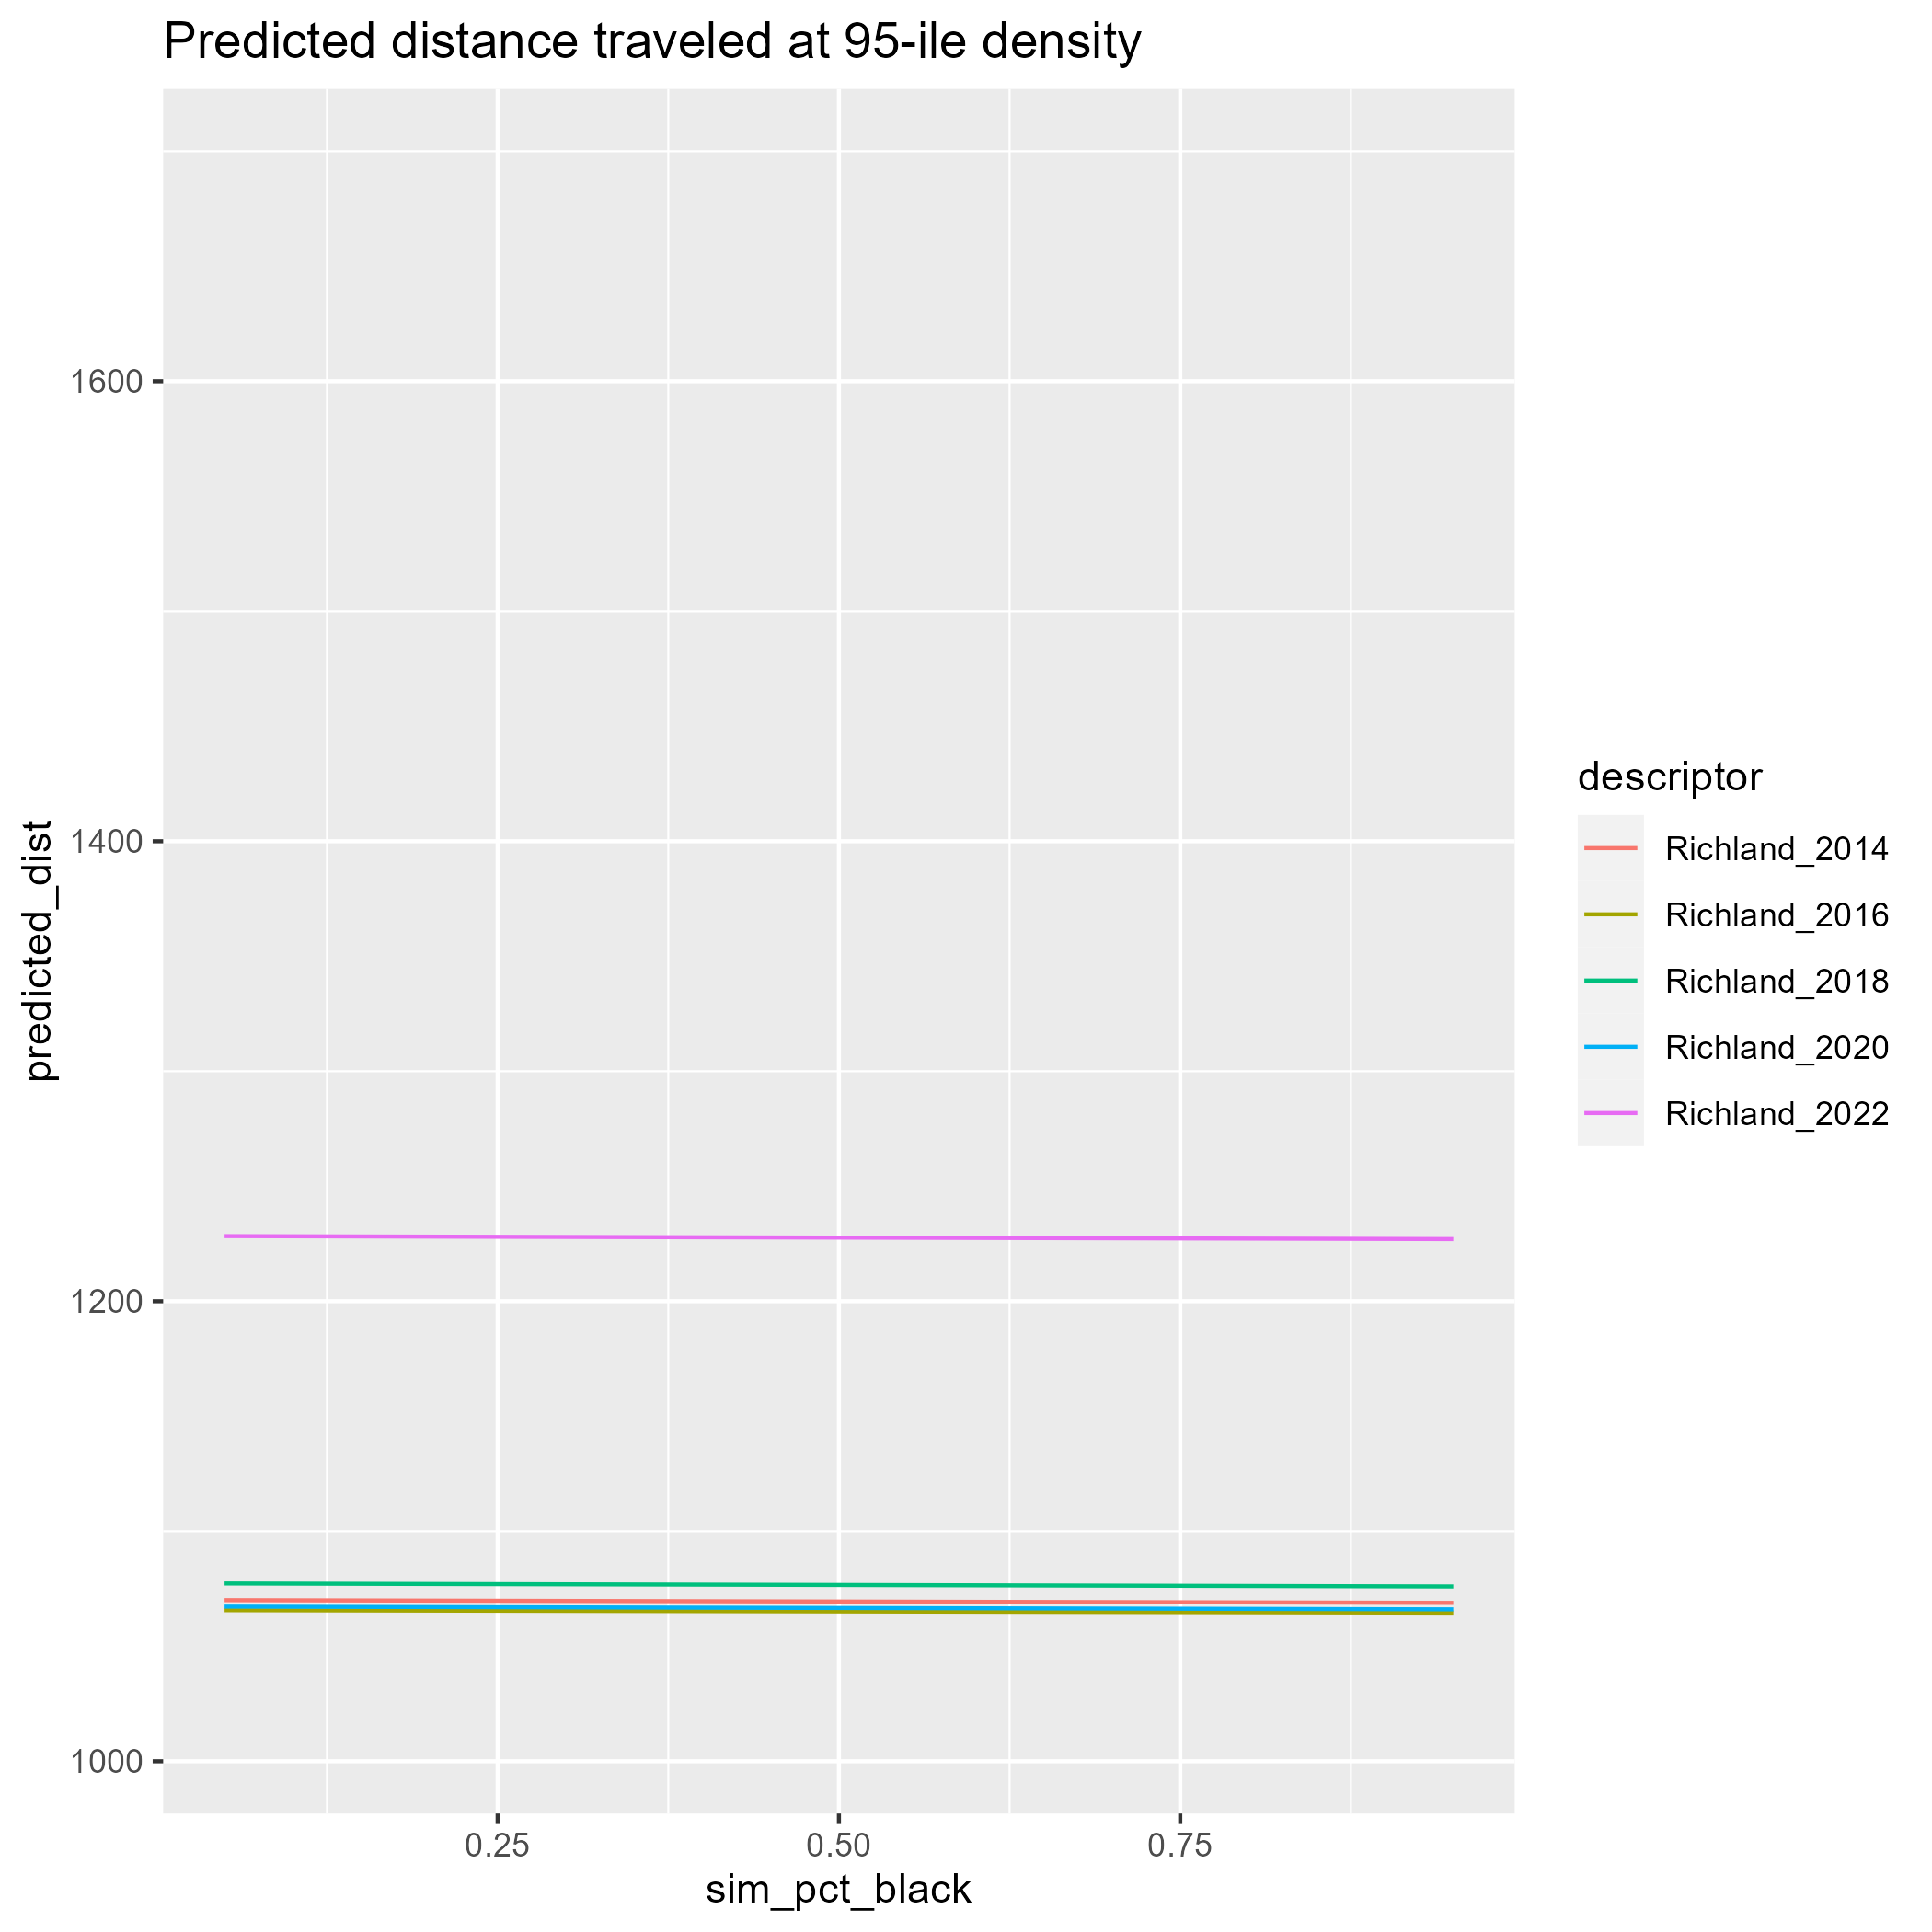 Predicted distance traveled at 95-ile density
predicted_dist
1600
1400
1200
1000
0.25
0.50
0.75
sim_pct_black
descriptor
Richland_2014
Richland_2016
Richland_2018
Richland_2020
Richland_2022